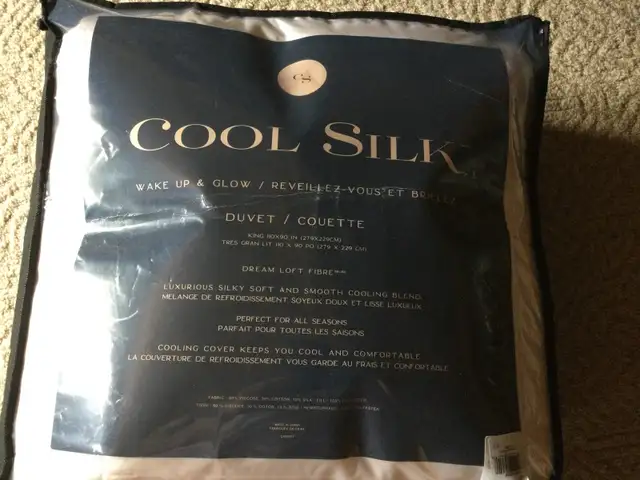 CS
COOL SILK
WAKE UP & GLOW / REVEILLEZ-VOUS ET BRILLEZ
DUVET / COUETTE
KING 110X90 IN (279X229CM)
TRES GRAN LIT 110 X 90 PO (279 X 229 CM)
DREAM LOFT FIBRE
LUXURIOUS SILKY SOFT AND SMOOTH COOLING BLEND
MELANGE DE REFROIDISSEMENT SOYEUX DOUX ET LISSE LUXUEUX
PERFECT FOR ALL SEASONS
PARFAIT POUR TOUTES LES SAISONS
COOLING COVER KEEPS YOU COOL AND COMFORTABLE
LA COUVERTURE DE REFROIDISSEMENT VOUS GARDE AU FRAIS ET CONFORTABLE